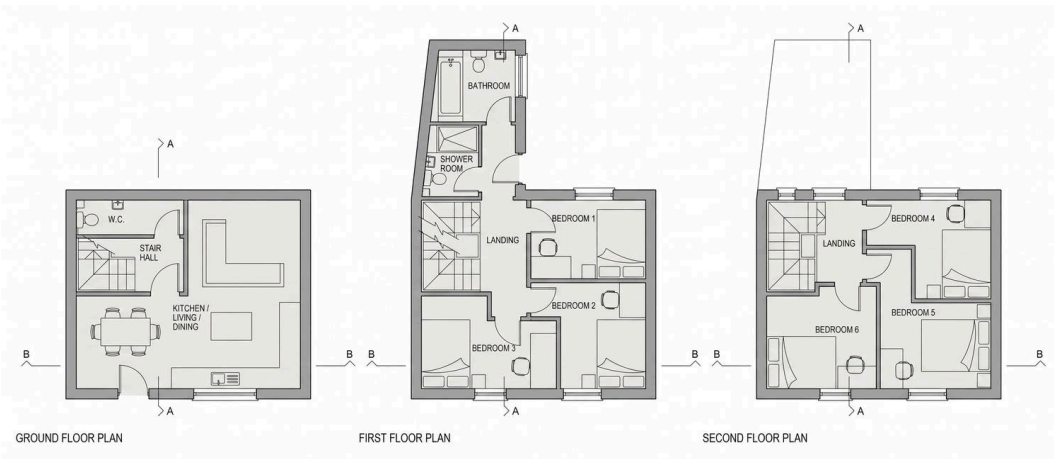 A
W.C.
STAIR
HALL
KITCHEN /
LIVING /
DINING
B
B
A
GROUND FLOOR PLAN
A
BATHROOM
SHOWER
ROOM
LANDING
BEDROOM 1
BEDROOM 2
BEDROOM 3
B
B
A
FIRST FLOOR PLAN
A
BEDROOM 4
LANDING
BEDROOM 5
BEDROOM 6
B
B
A
SECOND FLOOR PLAN